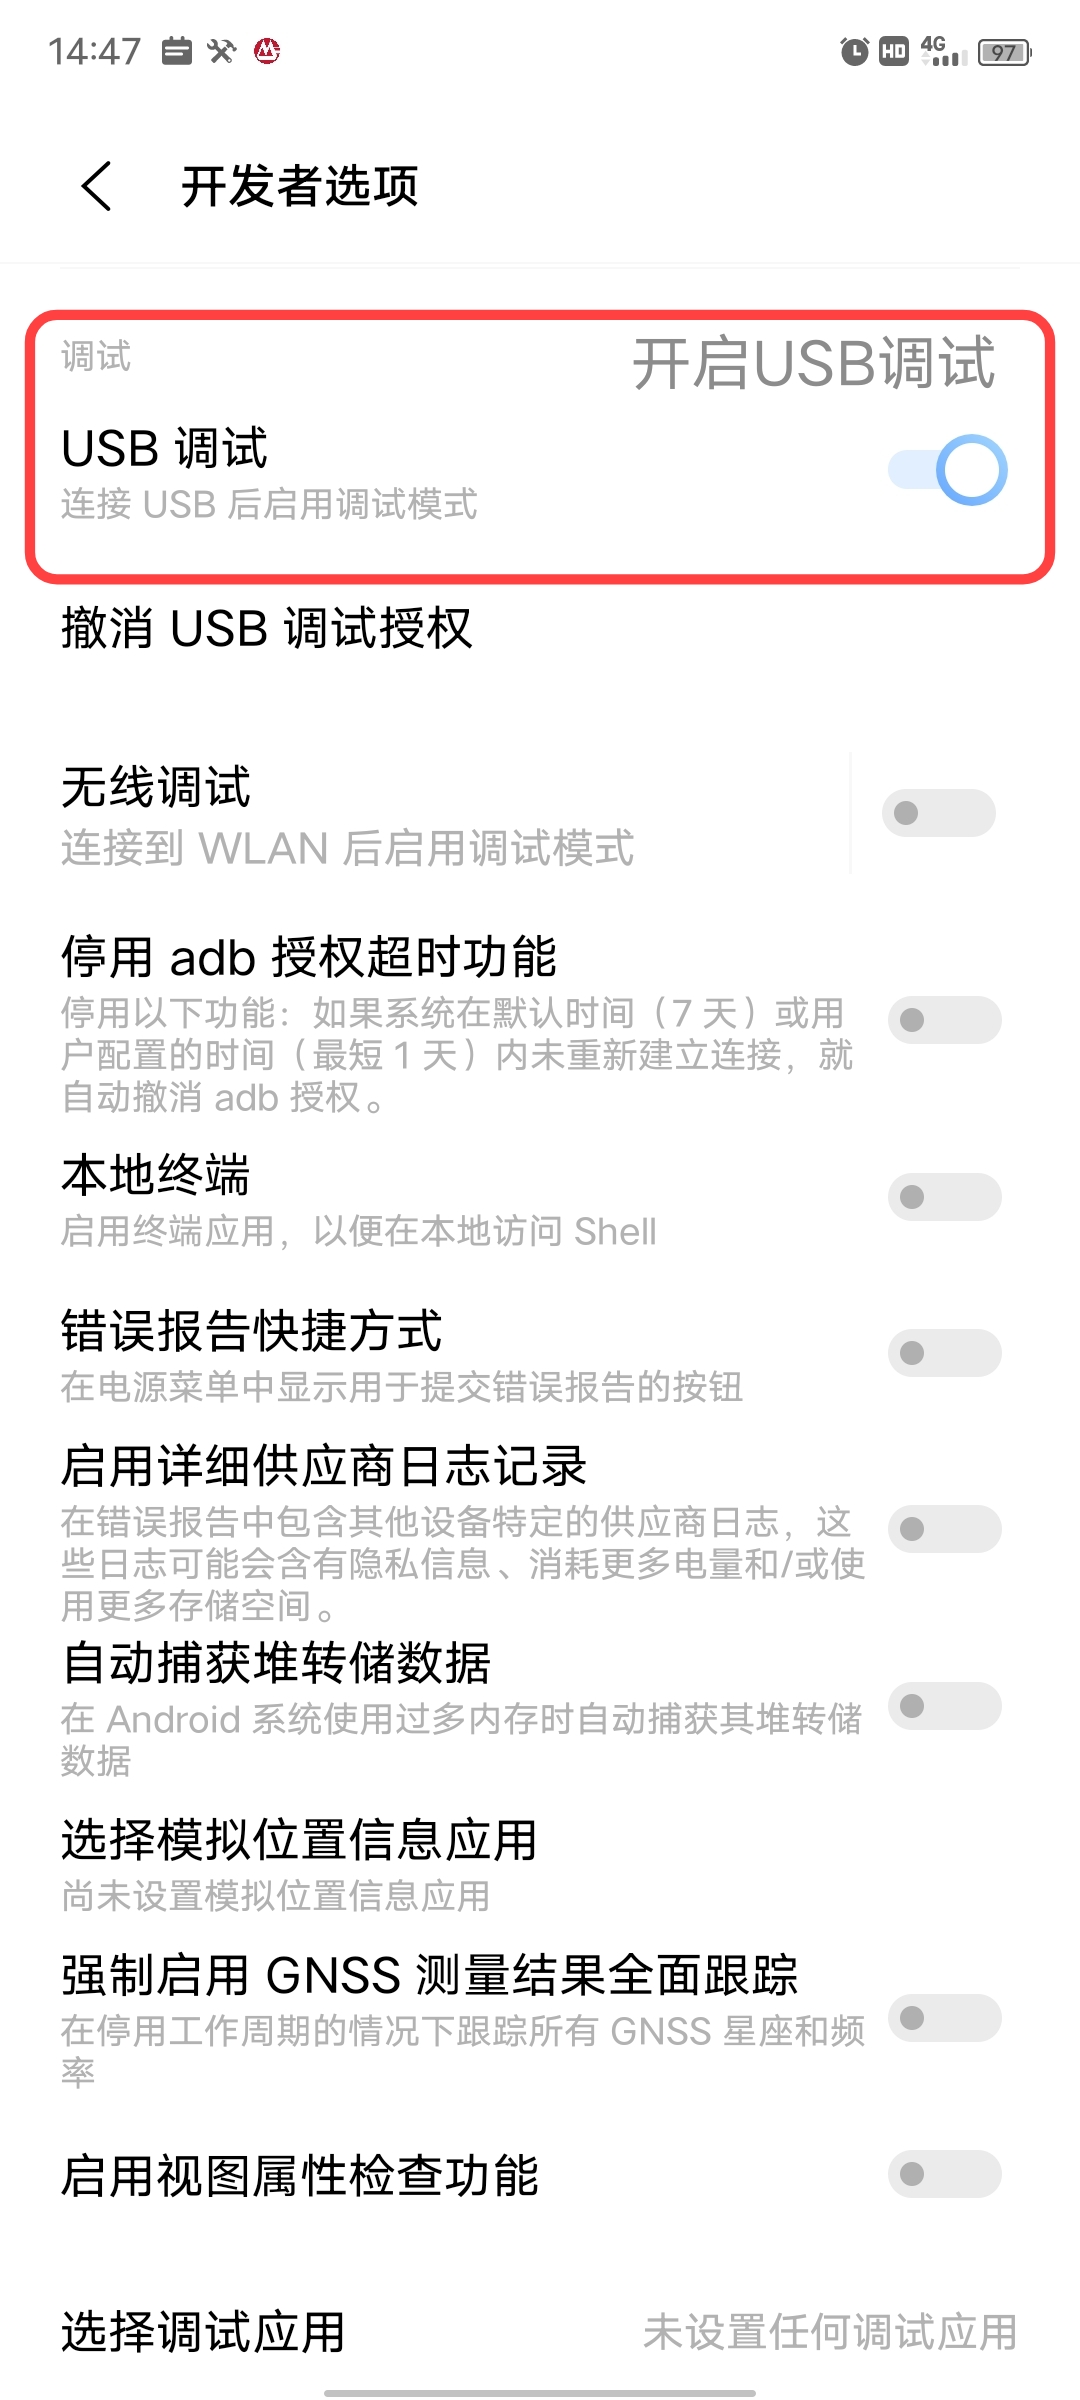 14:47 HD 4G 97
开发者选项
调试 开启USB调试
USB 调试
连接 USB 后启用调试模式
撤消 USB 调试授权
无线调试
连接到 WLAN 后启用调试模式
停用 adb 授权超时功能
停用以下功能：如果系统在默认时间（7 天）或用
户配置的时间（最短 1 天）内未重新建立连接，就
自动撤消 adb 授权。
本地终端
启用终端应用，以便在本地访问 Shell
错误报告快捷方式
在电源菜单中显示用于提交错误报告的按钮
启用详细供应商日志记录
在错误报告中包含其他设备特定的供应商日志，这
些日志可能会含有隐私信息、消耗更多电量和/或使
用更多存储空间。
自动捕获堆转储数据
在 Android 系统使用过多内存时自动捕获其堆转储
数据
选择模拟位置信息应用
尚未设置模拟位置信息应用
强制启用 GNSS 测量结果全面跟踪
在停用工作周期的情况下跟踪所有 GNSS 星座和频
率
启用视图属性检查功能
选择调试应用 未设置任何调试应用